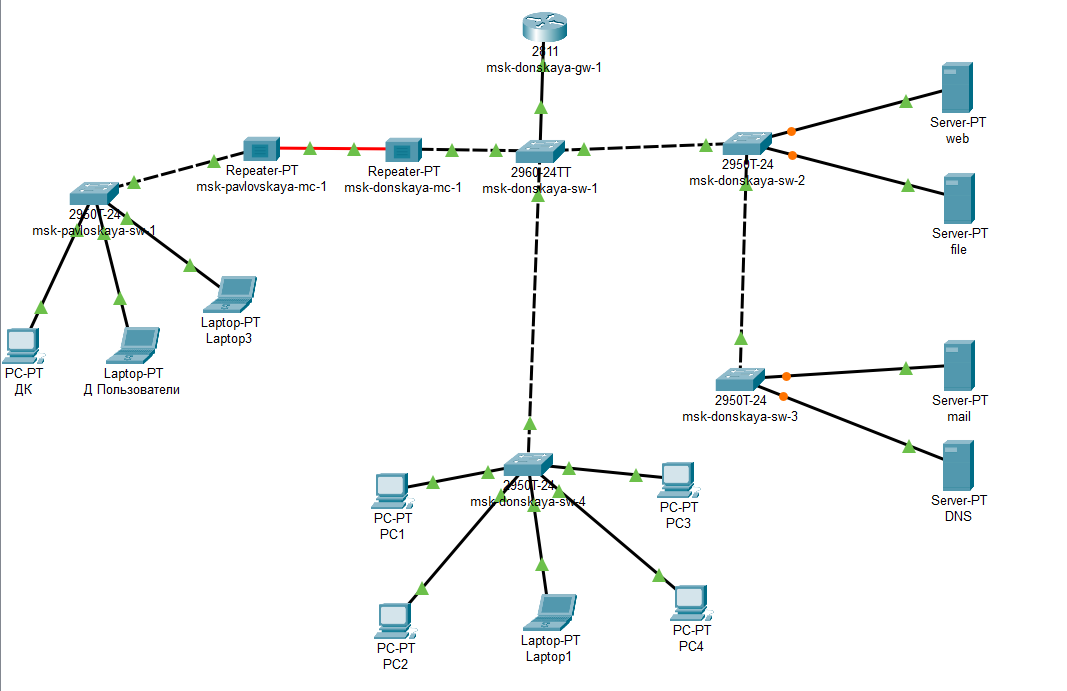 2811
msk-donskaya-gw-1
Server-PT
web
Repeater-PT
msk-pavlovskaya-mc-1
Repeater-PT
msk-donskaya-mc-1
2960-24TT
msk-donskaya-sw-1
2950T-24
msk-donskaya-sw-2
2950T-24
msk-pavloskaya-sw-1
Server-PT
file
Laptop-PT
Laptop3
PC-PT
ДК
Laptop-PT
Д Пользователи
2950T-24
msk-donskaya-sw-3
Server-PT
mail
2950T-24
msk-donskaya-sw-4
PC-PT
PC1
PC-PT
PC3
Server-PT
DNS
PC-PT
PC2
Laptop-PT
Laptop1
PC-PT
PC4